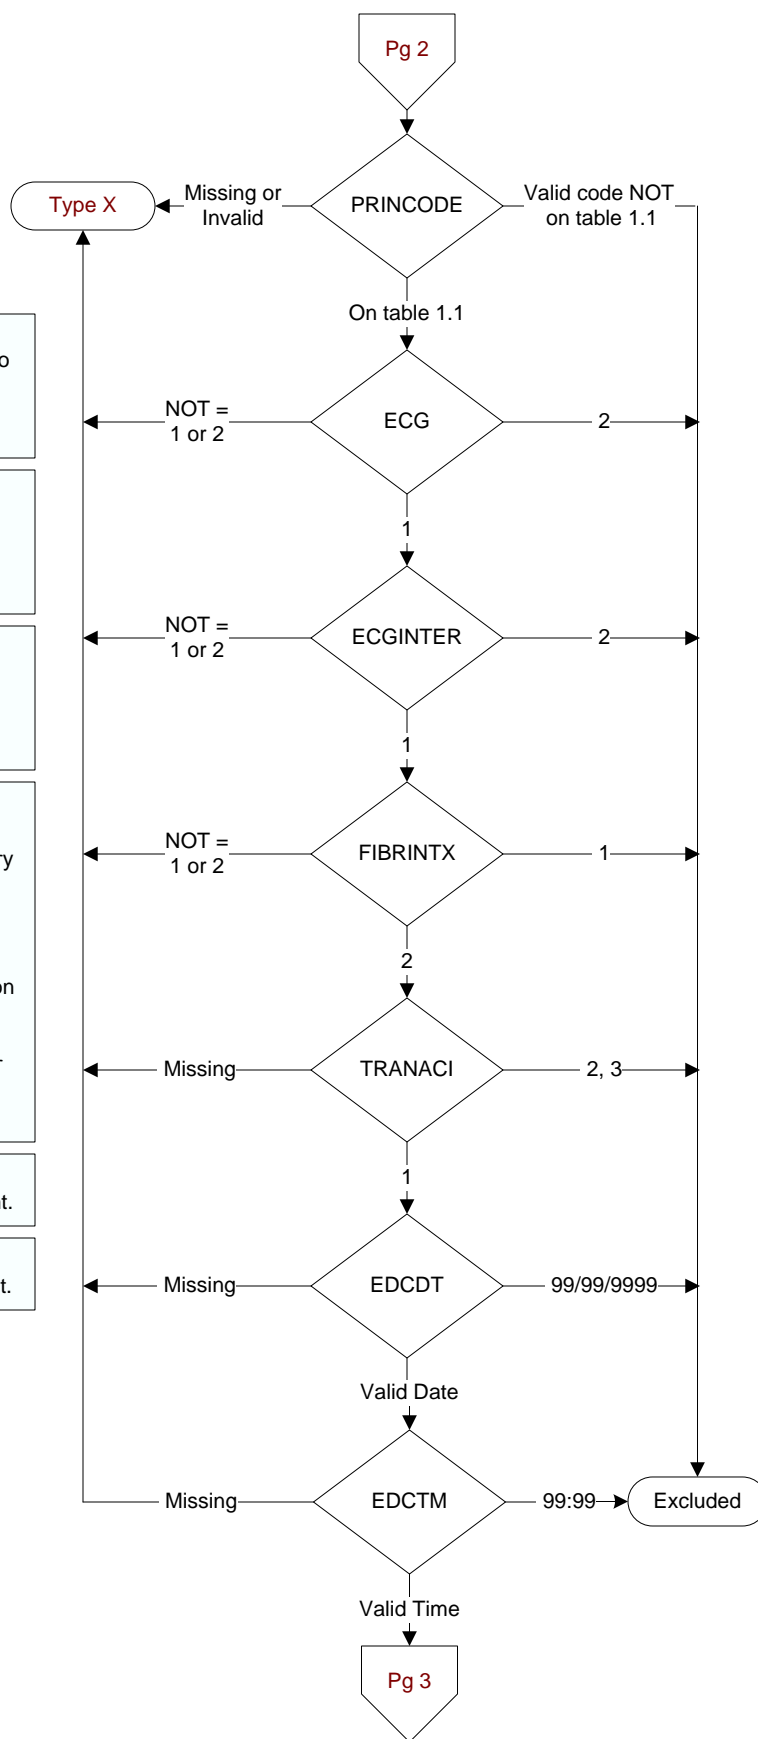 Pg 2
PRINCODE
Missing or
Invalid
Type X
Valid code NOT
on table 1.1
On table 1.1
o
ECG
NOT =
1 or 2
2
1
ECGINTER
NOT =
1 or 2
2
1
FIBRINTX
NOT =
1 or 2
1
ry
2
on
TRANACI
Missing
2, 3
1
t.
EDCDT
Missing
99/99/9999
t.
Valid Date
EDCTM
Missing
99:99
Excluded
Valid Time
Pg 3